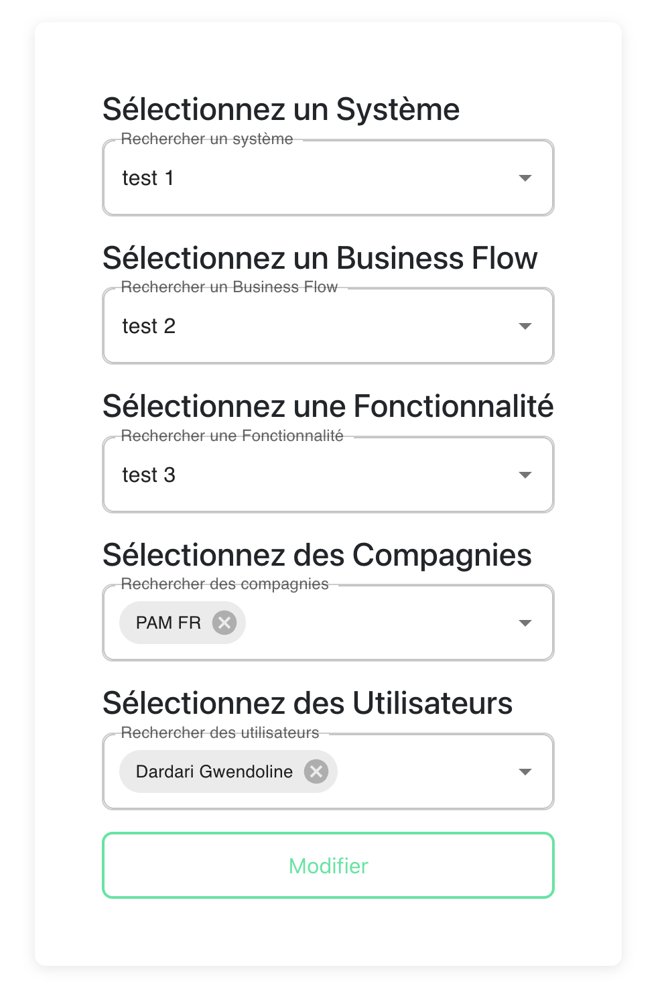 Sélectionnez un Système
Rechercher un système
test 1
Sélectionnez un Business Flow
Rechercher un Business Flow
test 2
Sélectionnez une Fonctionnalité
Rechercher une Fonctionnalité
test 3
Sélectionnez des Compagnies
Rechercher des compagnies
PAM FR
Sélectionnez des Utilisateurs
Rechercher des utilisateurs
Dardari Gwendoline
Modifier